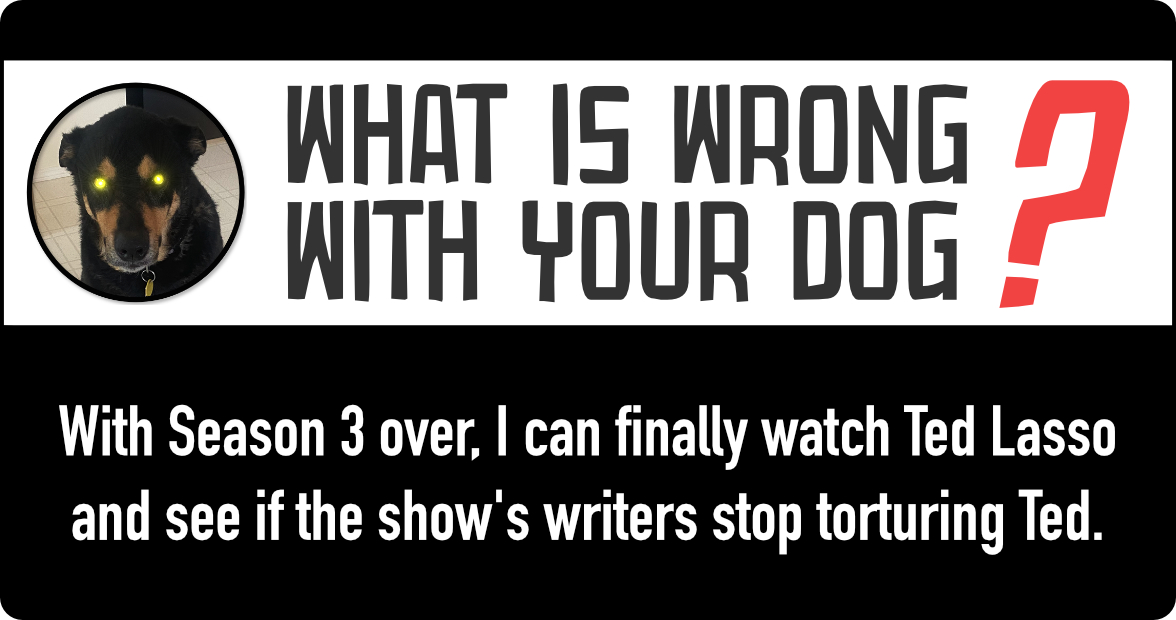 WHAT IS WRONG
WITH YOUR DOG?
With Season 3 over, I can finally watch Ted Lasso
and see if the show's writers stop torturing Ted.